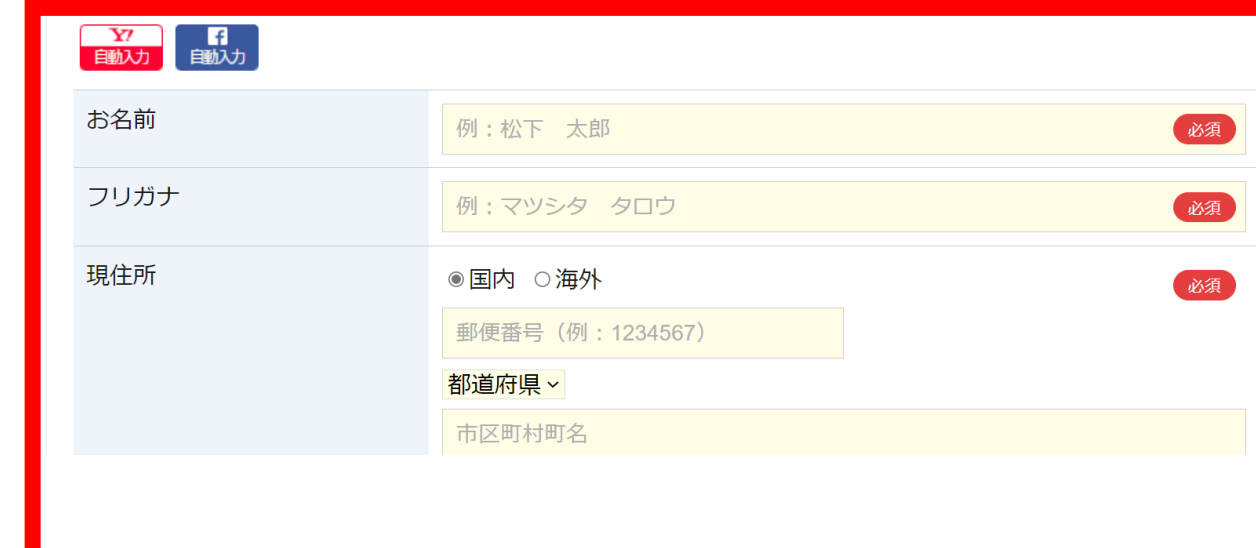 Y! f
自動入力 自動入力
お名前 例：松下　太郎 必須
フリガナ 例：マツシタ　タロウ 必須
現住所 国内 海外 必須
郵便番号（例：1234567）
都道府県
市区町村町名